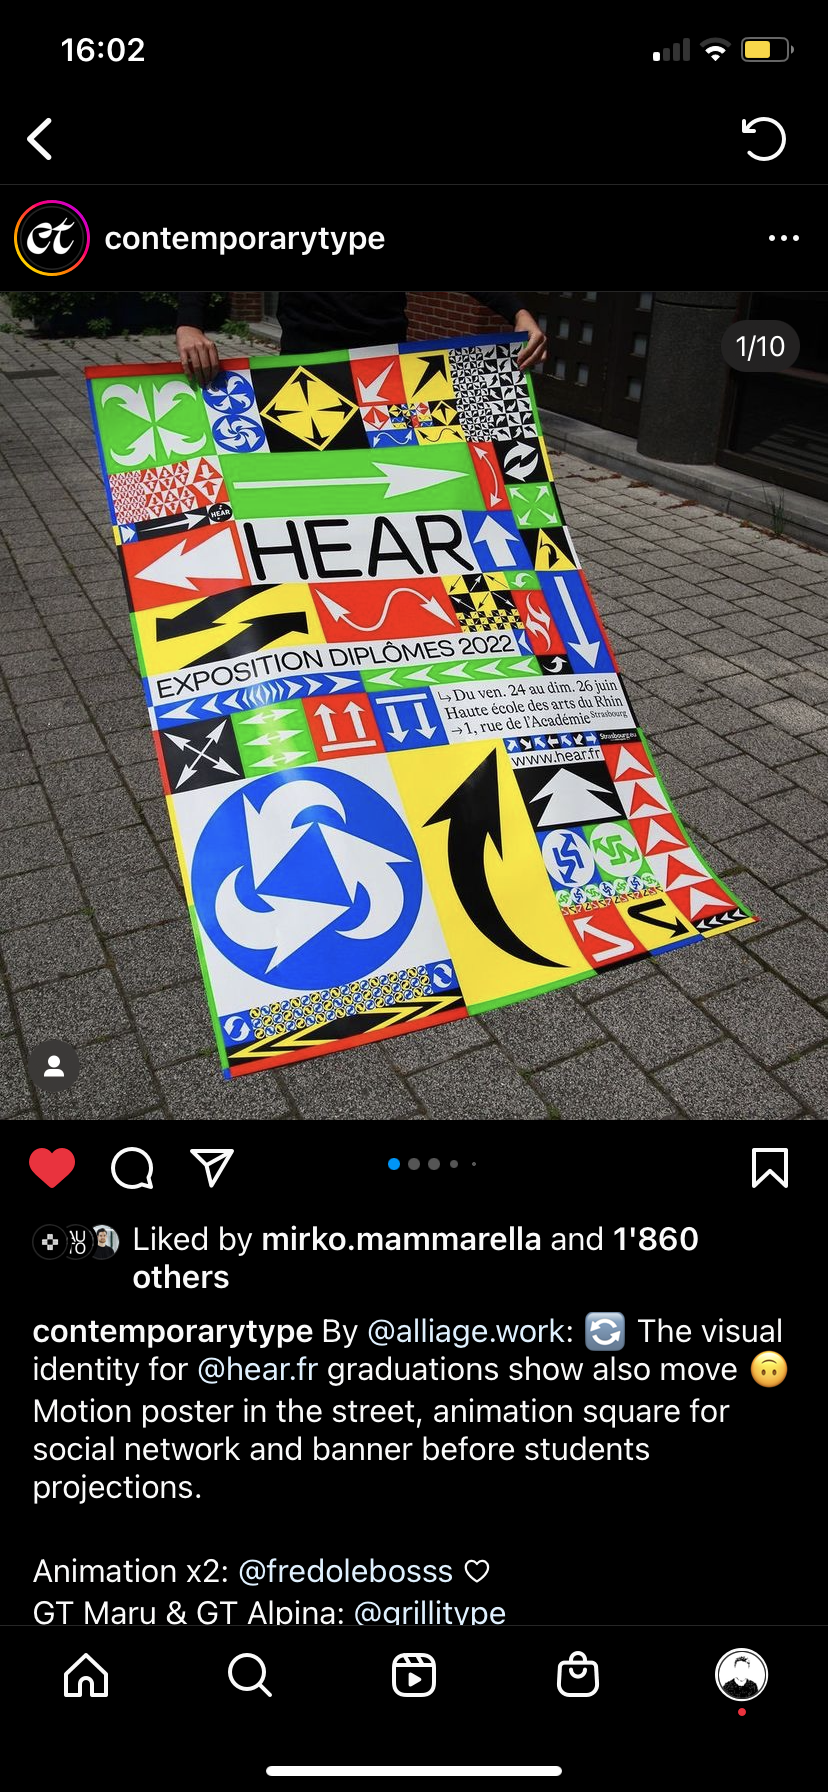 16:02
contemporarytype
1/10
HEAR
HEAR
EXPOSITION DIPLÔMES 2022
↳ Du ven. 24 au dim. 26 juin
Haute école des arts du Rhin
→ 1, rue de l'Académie Strasbourg
Strasbourg.eu
www.hear.fr
Liked by mirko.mammarella and 1'860
others
contemporarytype By @alliage.work: 🔄 The visual
identity for @hear.fr graduations show also move 🙃
Motion poster in the street, animation square for
social network and banner before students
projections.
Animation x2: @fredolebosss ♡
GT Maru & GT Alpina: @grillitype